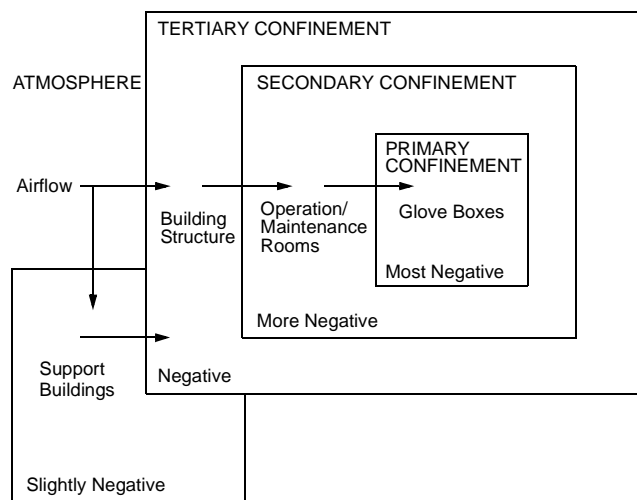 TERTIARY CONFINEMENT
ATMOSPHERE
SECONDARY CONFINEMENT
PRIMARY
CONFINEMENT
Airflow
Building
Structure
Operation/
Maintenance
Rooms
Glove Boxes
Most Negative
More Negative
Support
Buildings
Negative
Slightly Negative